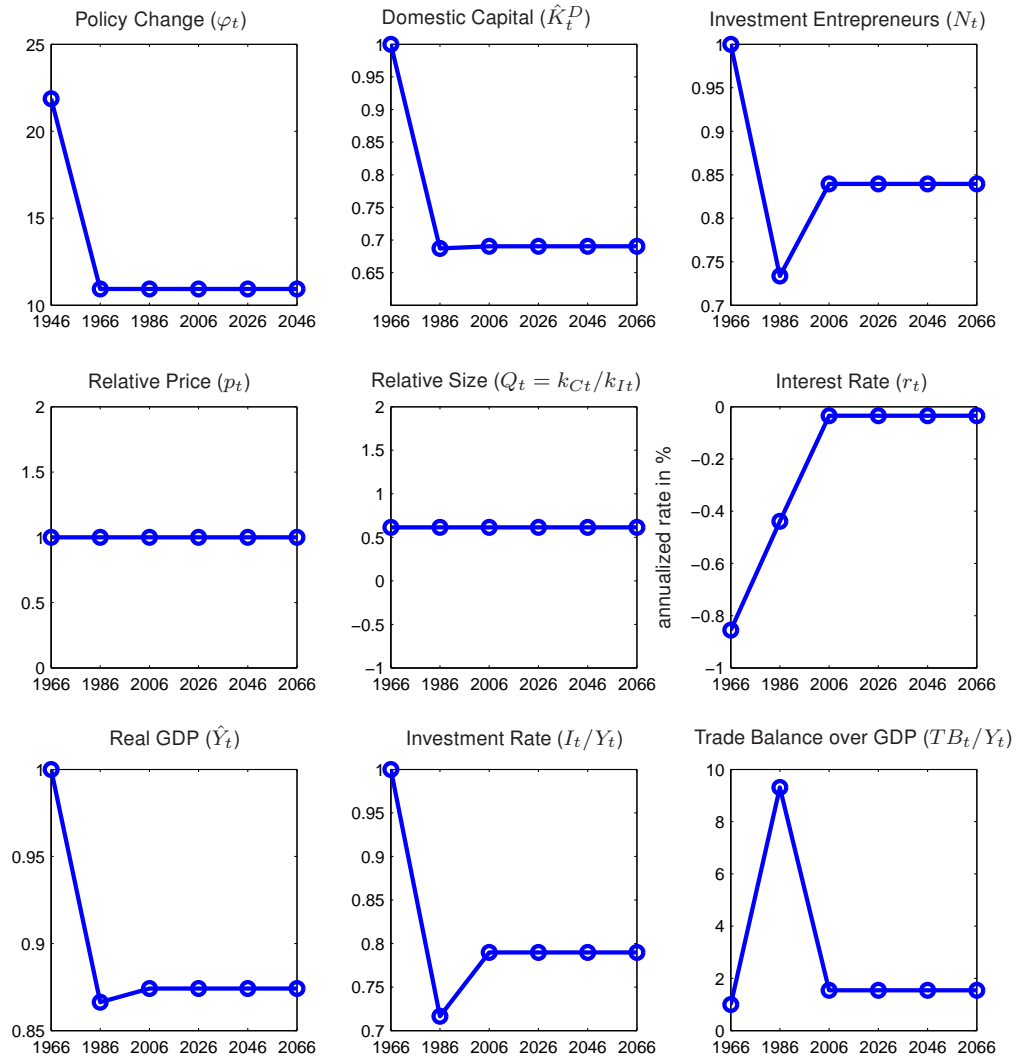 Policy Change (φt)
25
20
15
10
1946 1966 1986 2006 2026 2046
Domestic Capital (K̂tD)
1
0.9
0.8
0.7
0.65
1966 1986 2006 2026 2046 2066
Investment Entrepreneurs (Nt)
1
0.95
0.9
0.85
0.8
0.75
0.7
1966 1986 2006 2026 2046 2066
Relative Price (pt)
2
1.5
1
0.5
0
1966 1986 2006 2026 2046 2066
Relative Size (Qt = kCt/kIt)
2
1.5
1
0.5
0
−0.5
−1
1966 1986 2006 2026 2046 2066
Interest Rate (rt)
annualized rate in %
0
−0.2
−0.4
−0.6
−0.8
−1
1966 1986 2006 2026 2046 2066
Real GDP (Ŷt)
1
0.95
0.9
0.85
1966 1986 2006 2026 2046 2066
Investment Rate (It/Yt)
1
0.95
0.9
0.85
0.8
0.75
0.7
1966 1986 2006 2026 2046 2066
Trade Balance over GDP (TBt/Yt)
10
8
6
4
2
0
1966 1986 2006 2026 2046 2066